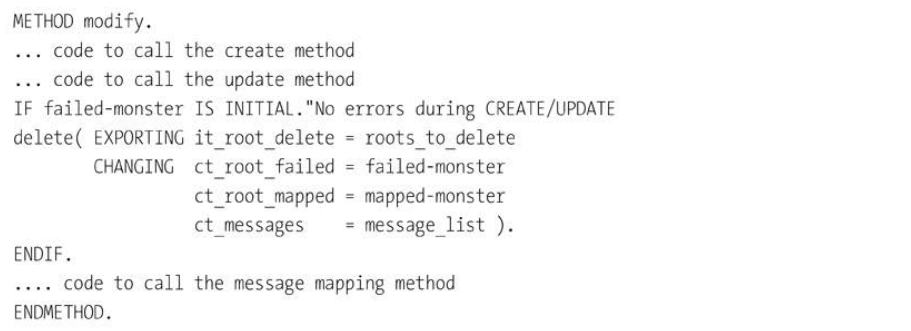 METHOD modify.
... code to call the create method
... code to call the update method
IF failed-monster IS INITIAL."No errors during CREATE/UPDATE
delete( EXPORTING it_root_delete = roots_to_delete
        CHANGING  ct_root_failed = failed-monster
                  ct_root_mapped = mapped-monster
                  ct_messages    = message_list ).
ENDIF.
.... code to call the message mapping method
ENDMETHOD.